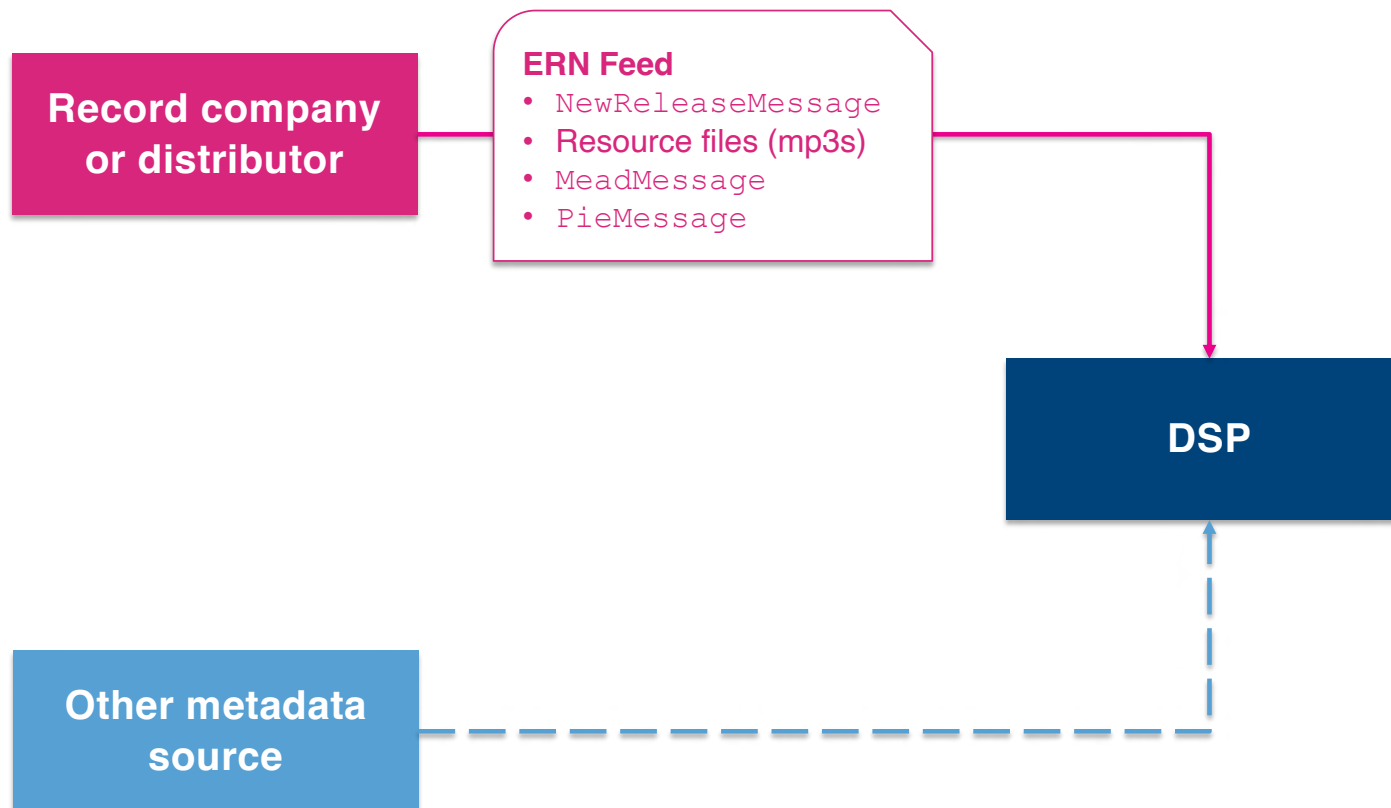 Record company
or distributor
ERN Feed
• NewReleaseMessage
• Resource files (mp3s)
• MeadMessage
• PieMessage
DSP
Other metadata
source